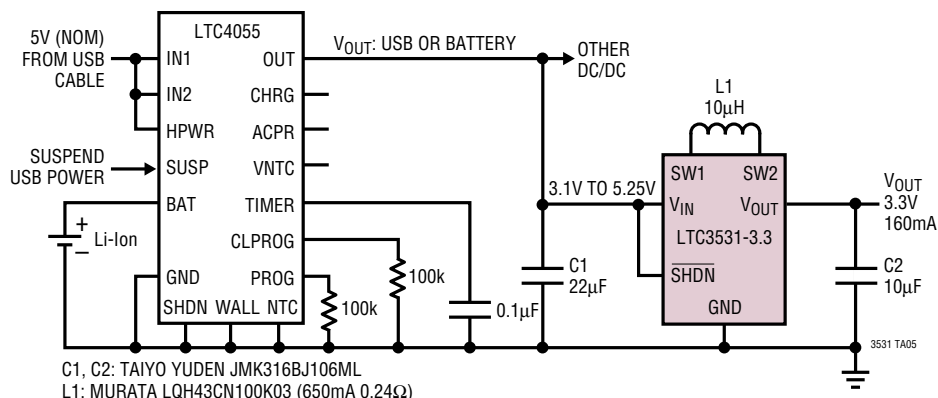 LTC4055
5V (NOM)
FROM USB
CABLE
IN1
IN2
HPWR
SUSPEND
USB POWER
SUSP
BAT
+
–
Li-Ion
GND
SHDN WALL NTC
OUT
CHRG
ACPR
VNTC
TIMER
CLPROG
PROG
VOUT: USB OR BATTERY
OTHER
DC/DC
100k
100k
0.1µF
3.1V TO 5.25V
C1
22µF
L1
10µH
SW1
SW2
VIN
VOUT
LTC3531-3.3
SHDN
GND
VOUT
3.3V
160mA
C2
10µF
3531 TA05
C1, C2: TAIYO YUDEN JMK316BJ106ML
L1: MURATA LQH43CN100K03 (650mA 0.24Ω)